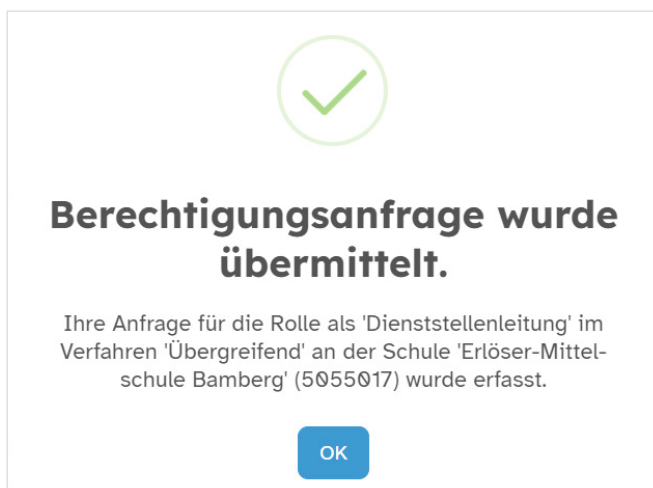 Berechtigungsanfrage wurde
übermittelt.
Ihre Anfrage für die Rolle als 'Dienststellenleitung' im
Verfahren 'Übergreifend' an der Schule 'Erlöser-Mittel-
schule Bamberg' (5055017) wurde erfasst.
OK